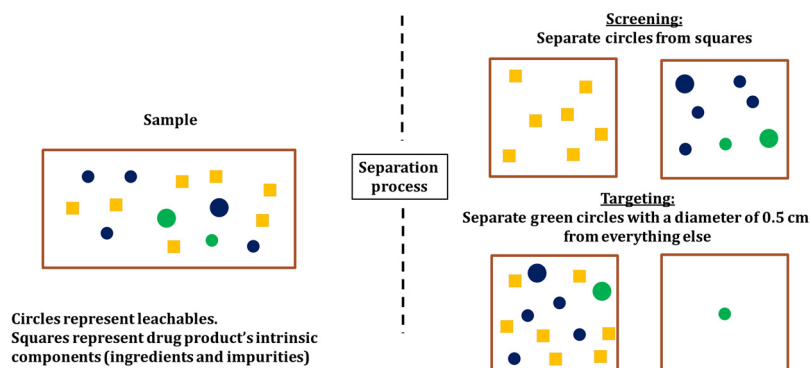 Sample
Circles represent leachables.
Squares represent drug product's intrinsic
components (ingredients and impurities)
Separation
process
Screening:
Separate circles from squares
Targeting:
Separate green circles with a diameter of 0.5 cm
from everything else